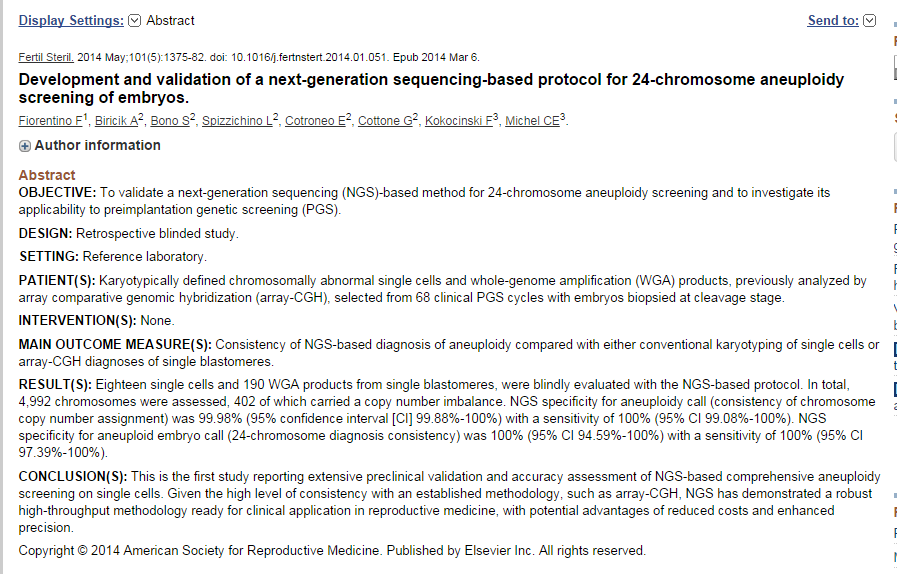 Display Settings: Abstract Send to:
Fertil Steril. 2014 May;101(5):1375-82. doi: 10.1016/j.fertnstert.2014.01.051. Epub 2014 Mar 6.
Development and validation of a next-generation sequencing-based protocol for 24-chromosome aneuploidy
screening of embryos.
Fiorentino F1, Biricik A2, Bono S2, Spizzichino L2, Cotroneo E2, Cottone G2, Kokocinski F3, Michel CE3.
Author information
Abstract
OBJECTIVE: To validate a next-generation sequencing (NGS)-based method for 24-chromosome aneuploidy screening and to investigate its
applicability to preimplantation genetic screening (PGS).
DESIGN: Retrospective blinded study.
SETTING: Reference laboratory.
PATIENT(S): Karyotypically defined chromosomally abnormal single cells and whole-genome amplification (WGA) products, previously analyzed by
array comparative genomic hybridization (array-CGH), selected from 68 clinical PGS cycles with embryos biopsied at cleavage stage.
INTERVENTION(S): None.
MAIN OUTCOME MEASURE(S): Consistency of NGS-based diagnosis of aneuploidy compared with either conventional karyotyping of single cells or
array-CGH diagnoses of single blastomeres.
RESULT(S): Eighteen single cells and 190 WGA products from single blastomeres, were blindly evaluated with the NGS-based protocol. In total,
4,992 chromosomes were assessed, 402 of which carried a copy number imbalance. NGS specificity for aneuploidy call (consistency of chromosome
copy number assignment) was 99.98% (95% confidence interval [CI] 99.88%-100%) with a sensitivity of 100% (95% CI 99.08%-100%). NGS
specificity for aneuploid embryo call (24-chromosome diagnosis consistency) was 100% (95% CI 94.59%-100%) with a sensitivity of 100% (95% CI
97.39%-100%).
CONCLUSION(S): This is the first study reporting extensive preclinical validation and accuracy assessment of NGS-based comprehensive aneuploidy
screening on single cells. Given the high level of consistency with an established methodology, such as array-CGH, NGS has demonstrated a robust
high-throughput methodology ready for clinical application in reproductive medicine, with potential advantages of reduced costs and enhanced
precision.
Copyright © 2014 American Society for Reproductive Medicine. Published by Elsevier Inc. All rights reserved.